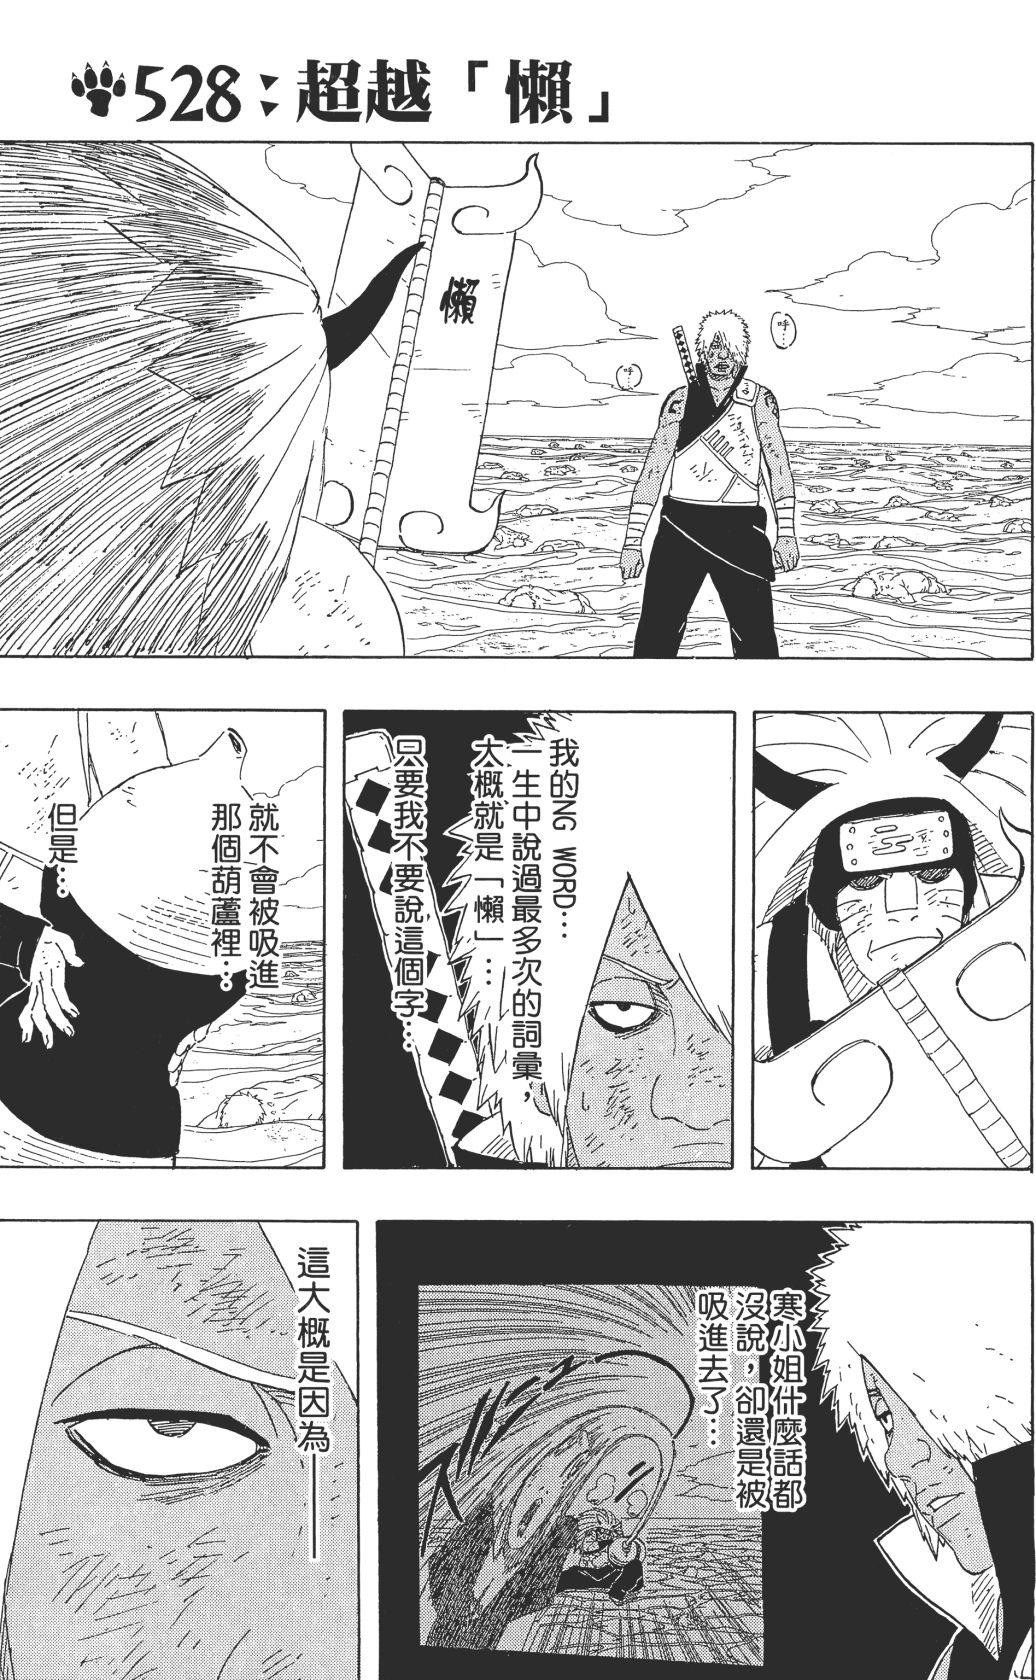 528：超越「懶」
懶
呼…
呼…
我的NG WORD…
一生中說過最多次的詞彙，
大概就是「懶」…
只要我不要說這個字…
就不會被吸進
那個葫蘆裡…
但是…
寒小姐什麼話都
沒說，卻還是被
吸進去了…
這大概是因為——